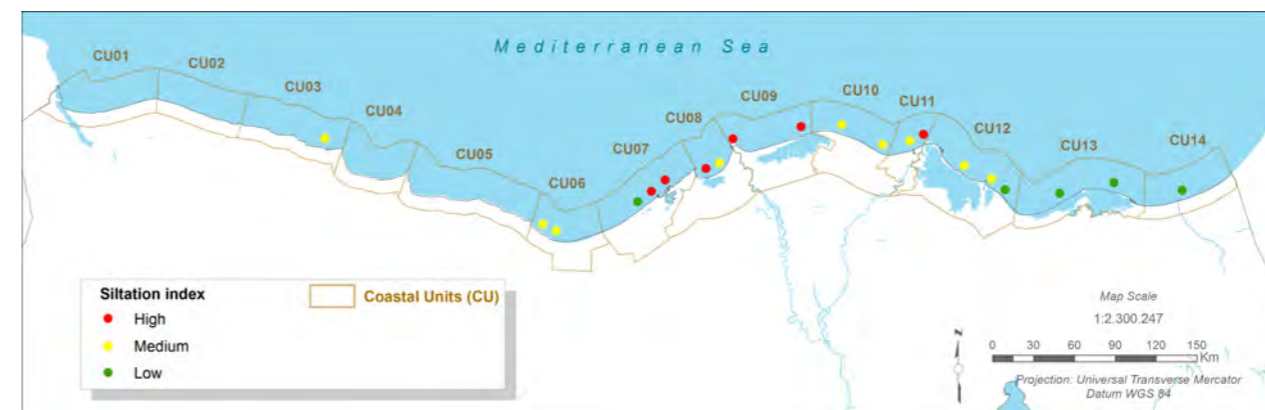 Mediterranean Sea
CU01
CU02
CU03
CU04
CU05
CU06
CU07
CU08
CU09
CU10
CU11
CU12
CU13
CU14
Siltation index
High
Medium
Low
Coastal Units (CU)
N
Map Scale
1:2.300.247
0 30 60 90 120 150
Km
Projection: Universal Transverse Mercator
Datum WGS 84